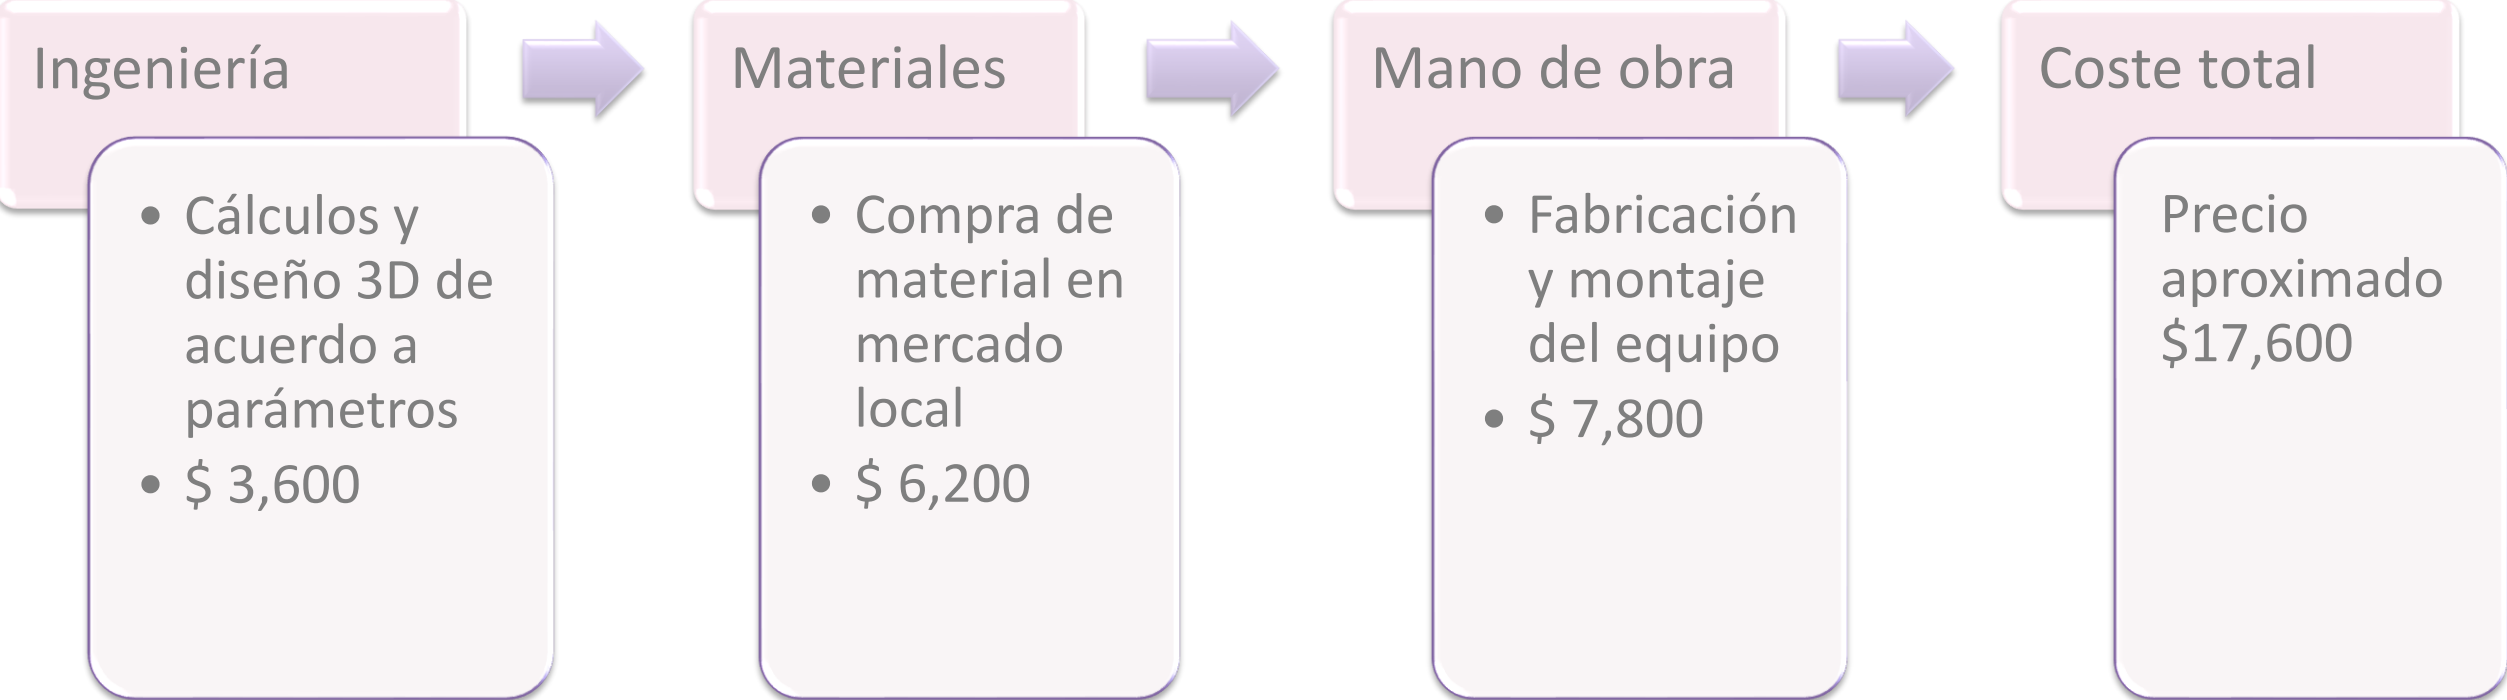 Ingeniería
• Cálculos y
diseño 3D de
acuerdo a
parámetros
• $ 3,600
Materiales
• Compra de
material en
mercado
local
• $ 6,200
Mano de obra
• Fabricación
y montaje
del equipo
• $ 7,800
Coste total
Precio
aproximado
$17,600